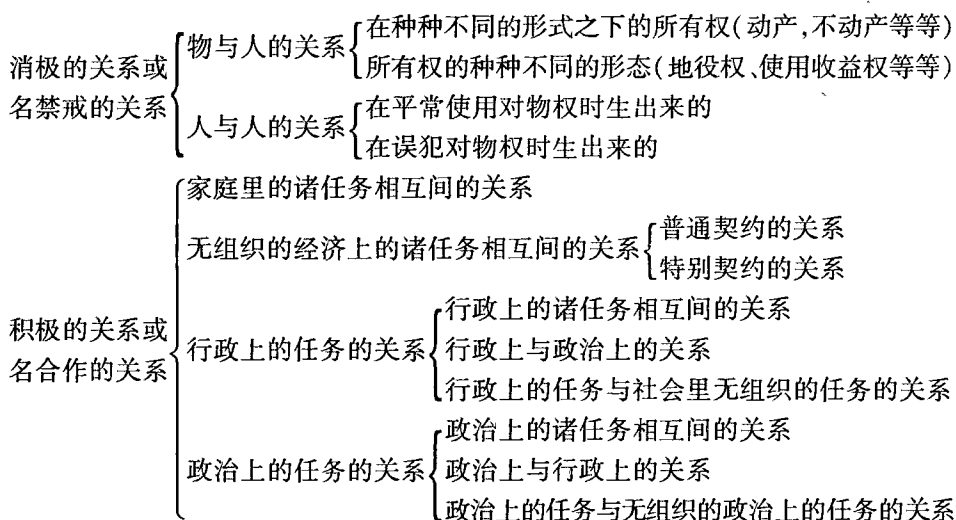 在种种不同的形式之下的所有权(动产,不动产等等)
物与人的关系
所有权的种种不同的形态(地役权、使用收益权等等)
消极的关系或
名禁戒的关系
在平常使用对物权时生出来的
人与人的关系
在误犯对物权时生出来的
家庭里的诸任务相互间的关系
普通契约的关系
无组织的经济上的诸任务相互间的关系
特别契约的关系
积极的关系或
名合作的关系
行政上的诸任务相互间的关系
行政上的任务的关系
行政上与政治上的关系
行政上的任务与社会里无组织的任务的关系
政治上的诸任务相互间的关系
政治上的任务的关系
政治上与行政上的关系
政治上的任务与无组织的政治上的任务的关系